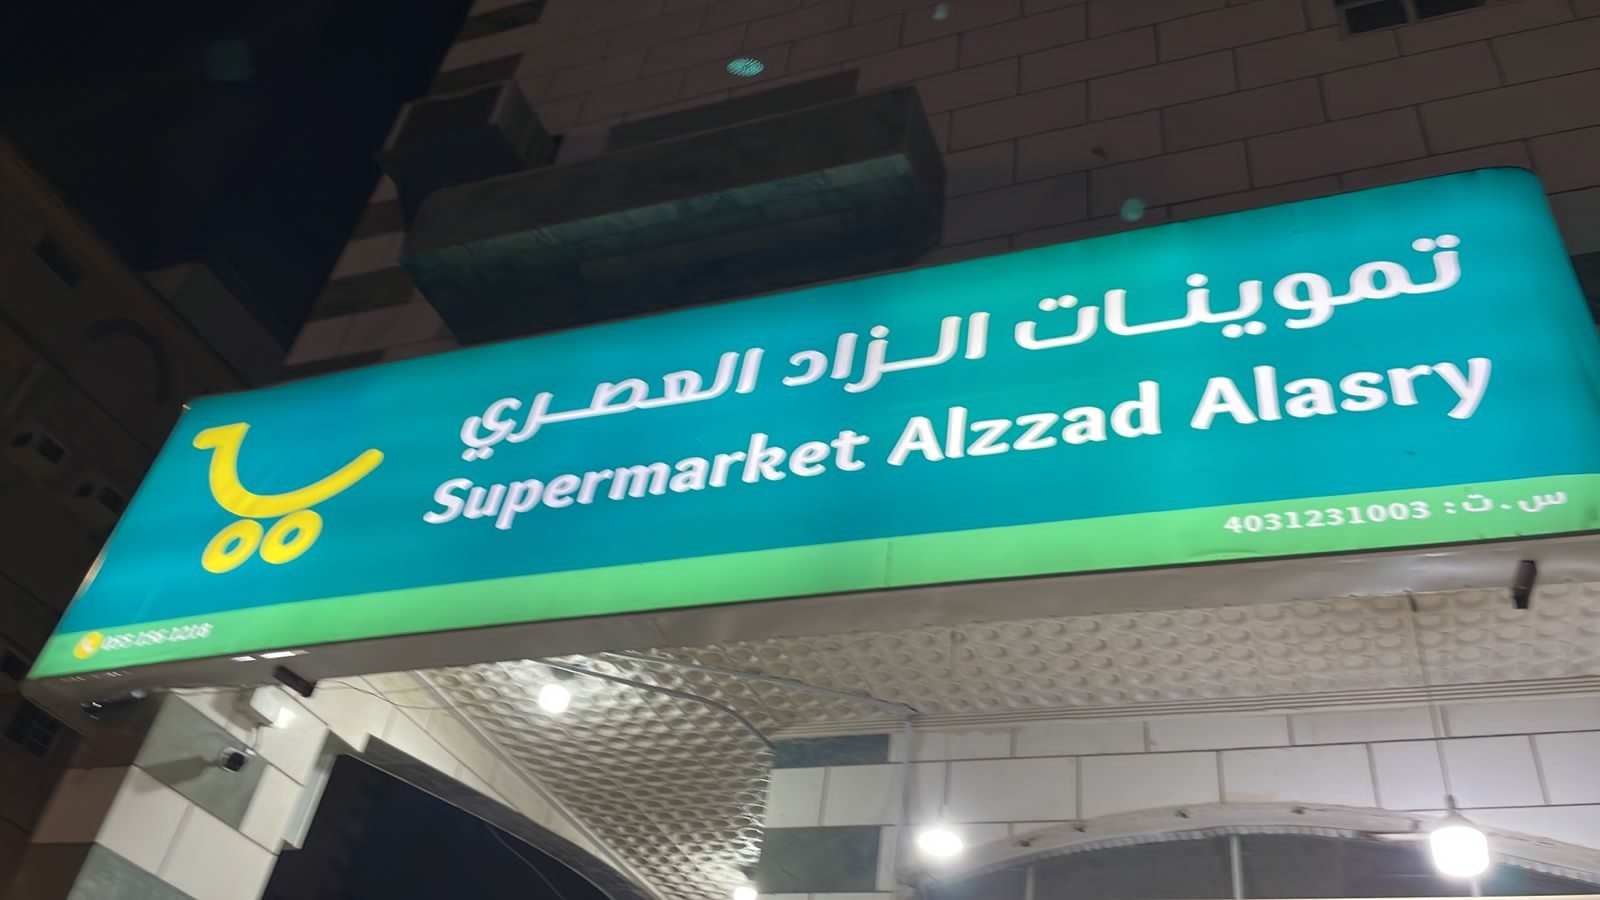 تموينات الزاد العصري
Supermarket Alzzad Alasry
س.ت: 4031231003